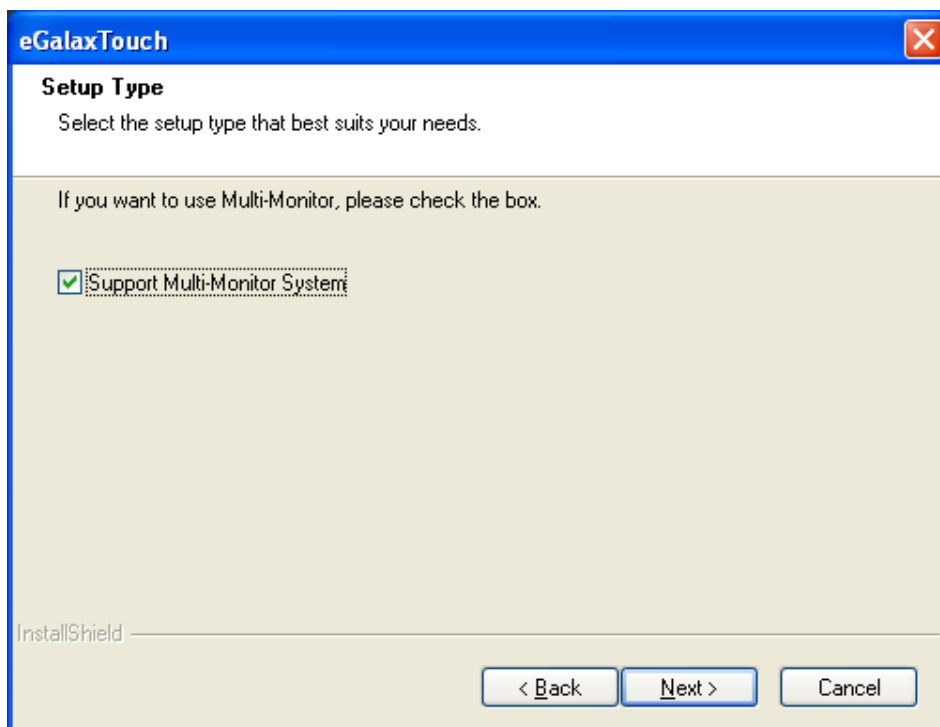 eGalaxTouch
Setup Type
Select the setup type that best suits your needs.
If you want to use Multi-Monitor, please check the box.
Support Multi-Monitor System
InstallShield
< Back
Next >
Cancel